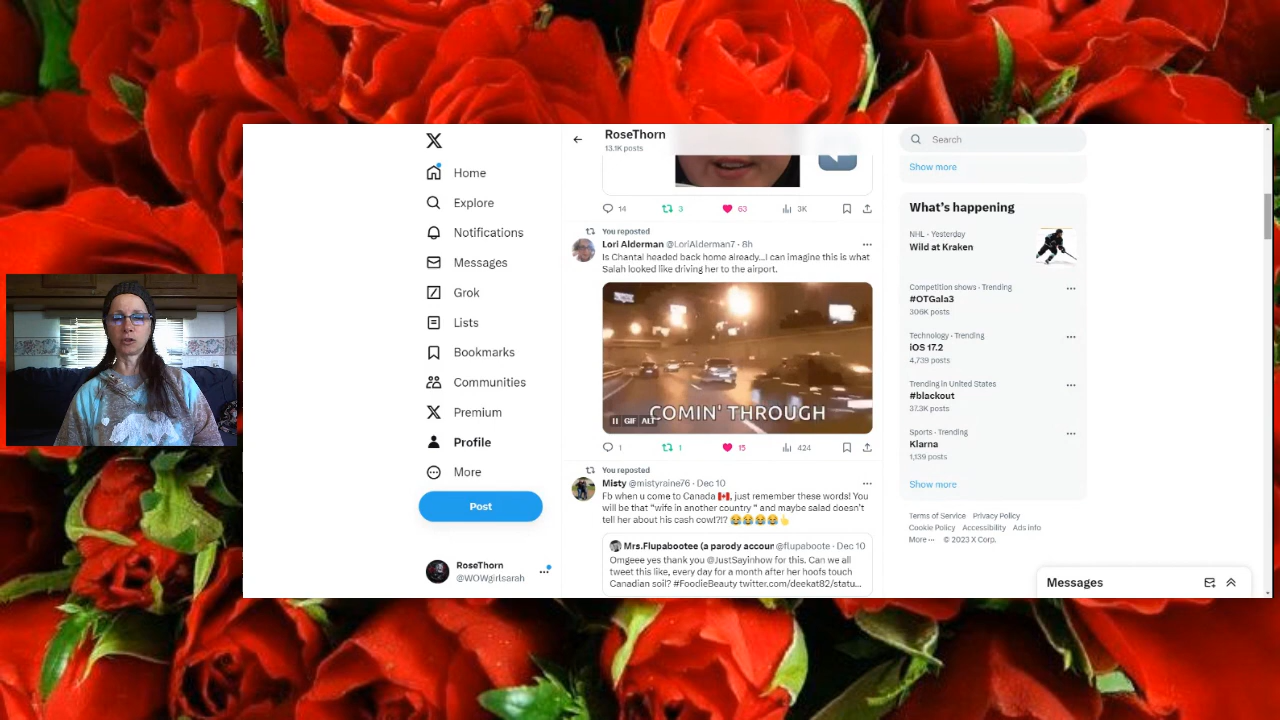 Home
Explore
Notifications
Messages
Grok
Lists
Bookmarks
Communities
Premium
Profile
More
Post
RoseThorn
@WOWgirlsarah
RoseThorn
13.1K posts
14 3 63 3K
You reposted
Lori Alderman @LoriAlderman7 · 8h
Is Chantal headed back home already...I can imagine this is what
Salah looked like driving her to the airport.
COMIN' THROUGH
GIF ALT
1 1 15 424
You reposted
Misty @mistyraine76 · Dec 10
Fb when u come to Canada 🇨🇦, just remember these words! You
will be that "wife in another country " and maybe salad doesn't
tell her about his cash cow!?!? 😂😂😂😂👆
Mrs.Flupabootee (a parody accour @flupaboote · Dec 10
Omgeee yes thank you @JustSayinhow for this. Can we all
tweet this like, every day for a month after her hoofs touch
Canadian soil? #FoodieBeauty twitter.com/deekat82/statu...
Search
Show more
What's happening
NHL · Yesterday
Wild at Kraken
Competition shows · Trending
#OTGala3
306K posts
Technology · Trending
iOS 17.2
4,739 posts
Trending in United States
#blackout
37.3K posts
Sports · Trending
Klarna
1,139 posts
Show more
Terms of Service Privacy Policy
Cookie Policy Accessibility Ads info
More ··· © 2023 X Corp.
Messages